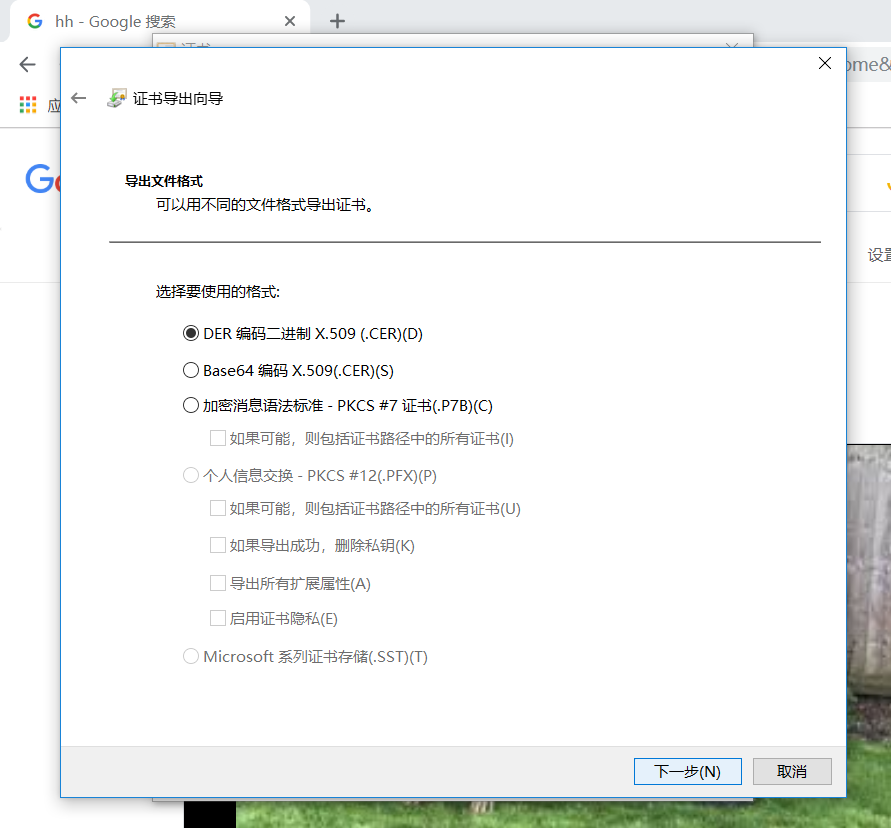 hh - Google 搜索
证书
ome&
应
证书导出向导
导出文件格式
可以用不同的文件格式导出证书。
设置
选择要使用的格式:
DER 编码二进制 X.509 (.CER)(D)
Base64 编码 X.509(.CER)(S)
加密消息语法标准 - PKCS #7 证书(.P7B)(C)
如果可能，则包括证书路径中的所有证书(I)
个人信息交换 - PKCS #12(.PFX)(P)
如果可能，则包括证书路径中的所有证书(U)
如果导出成功，删除私钥(K)
导出所有扩展属性(A)
启用证书隐私(E)
Microsoft 系列证书存储(.SST)(T)
下一步(N)
取消